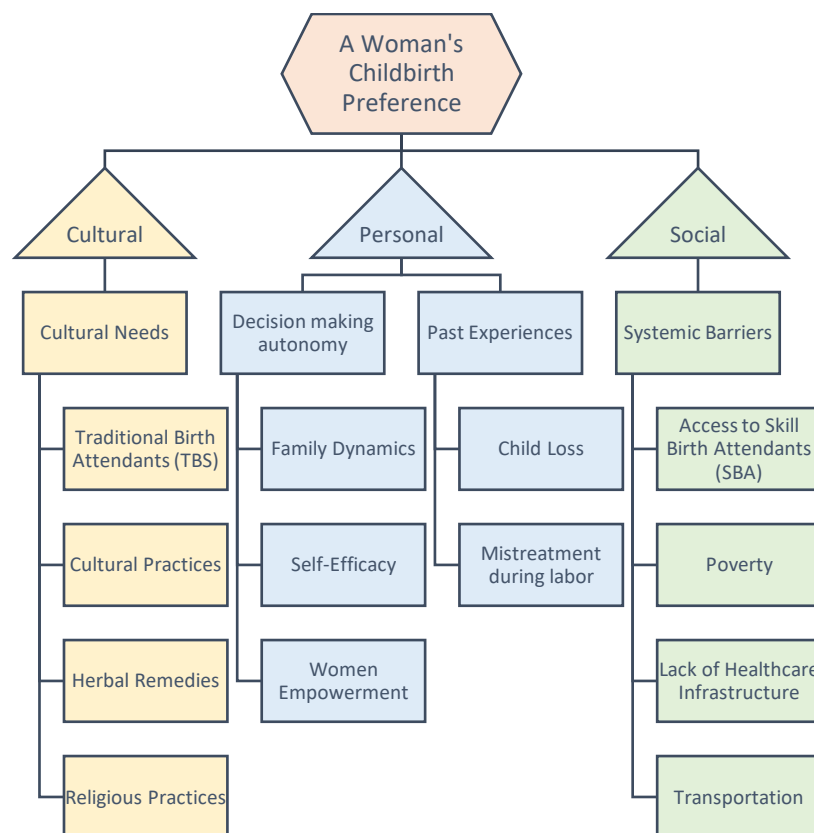 A Woman's
Childbirth
Preference
Cultural
Personal
Social
Cultural Needs
Decision making
autonomy
Past Experiences
Systemic Barriers
Traditional Birth
Attendants (TBS)
Family Dynamics
Child Loss
Access to Skill
Birth Attendants
(SBA)
Cultural Practices
Self-Efficacy
Mistreatment
during labor
Poverty
Herbal Remedies
Women
Empowerment
Lack of Healthcare
Infrastructure
Religious Practices
Transportation